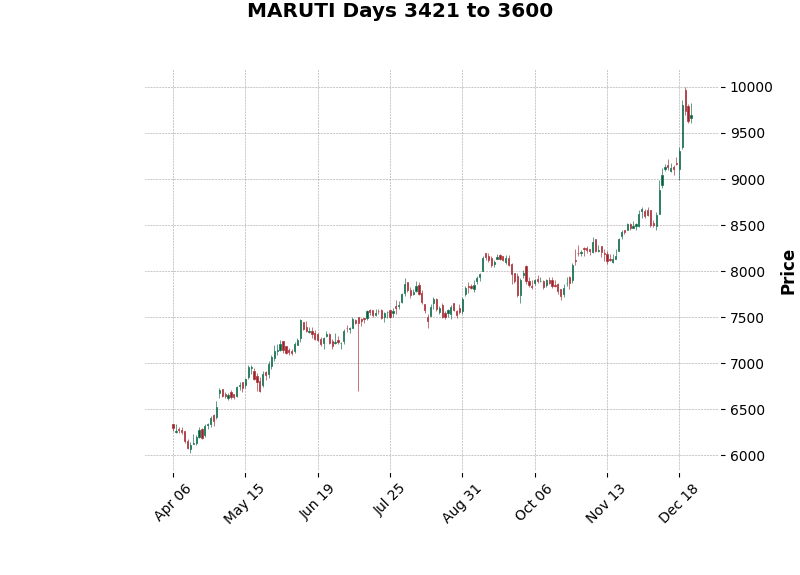 MARUTI Days 3421 to 3600
10000
9500
9000
8500
8000
7500
7000
6500
6000
Price
Apr 06
May 15
Jun 19
Jul 25
Aug 31
Oct 06
Nov 13
Dec 18